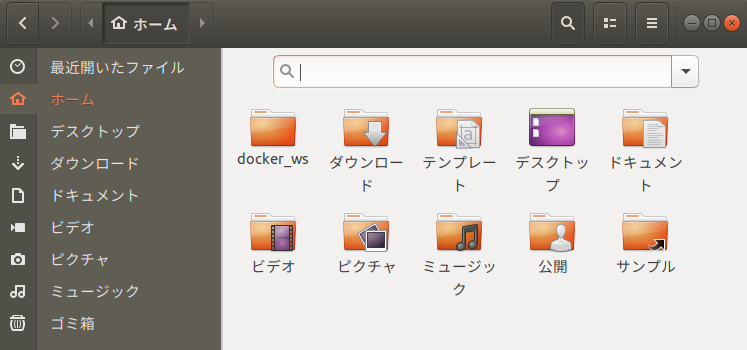 ホーム
最近開いたファイル
ホーム
デスクトップ
ダウンロード
ドキュメント
ビデオ
ピクチャ
ミュージック
ゴミ箱
docker_ws
ダウンロー
ド
テンプレー
ト
デスクトッ
プ
ドキュメン
ト
ビデオ
ピクチャ
ミュージッ
ク
公開
サンプル